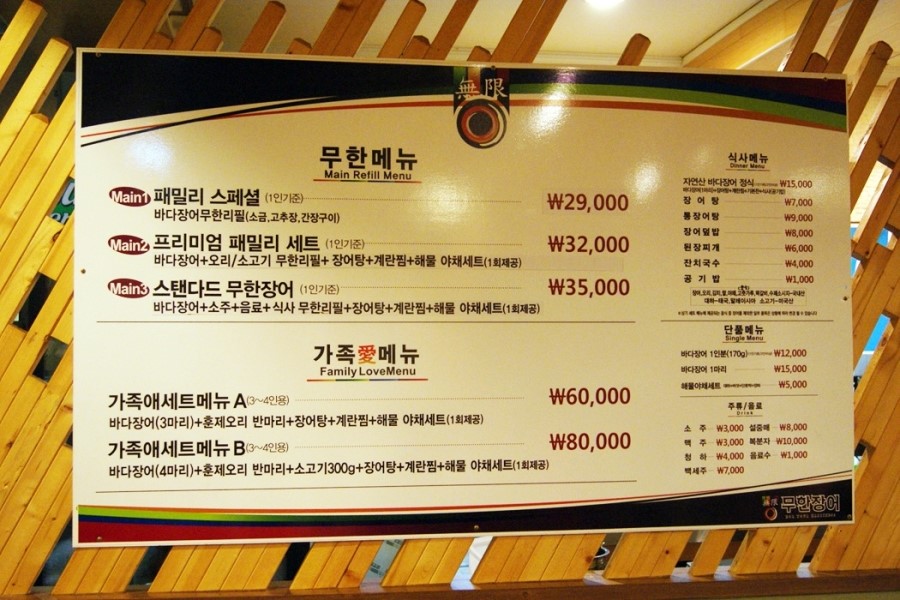 無限
무한메뉴
Main Refill Menu
Main1 패밀리 스페셜 (1인기준) ₩29,000
바다장어무한리필(소금,고추장,간장구이)
Main2 프리미엄 패밀리 세트 (1인기준) ₩32,000
바다장어+오리/소고기 무한리필+ 장어탕+계란찜+해물 야채세트(1회제공)
Main3 스탠다드 무한장어 (1인기준) ₩35,000
바다장어+소주+음료+식사 무한리필+장어탕+계란찜+해물 야채세트(1회제공)
가족愛메뉴
Family LoveMenu
가족애세트메뉴 A(3~4인용) ₩60,000
바다장어(3마리)+훈제오리 반마리+장어탕+계란찜+해물 야채세트(1회제공)
가족애세트메뉴 B(3~4인용) ₩80,000
바다장어(4마리)+훈제오리 반마리+소고기300g+장어탕+계란찜+해물 야채세트(1회제공)
식사메뉴
Dinner Menu
자연산 바다장어 정식 ₩15,000
장 어 탕 ₩7,000
통장어탕 ₩9,000
장어덮밥 ₩8,000
된장찌개 ₩6,000
잔치국수 ₩4,000
공 기 밥 ₩1,000
대하-태국, 말레이시아 소고기-미국산
단품메뉴
Single Menu
바다장어 1인분(170g) ₩12,000
바다장어 1마리 ₩15,000
해물야채세트 ₩5,000
주류/음료
Drink
소 주 ₩3,000 설중매 ₩8,000
맥 주 ₩3,000 복분자 ₩10,000
청 하 ₩4,000 음료수 ₩1,000
백세주 ₩7,000
無限 무한장어